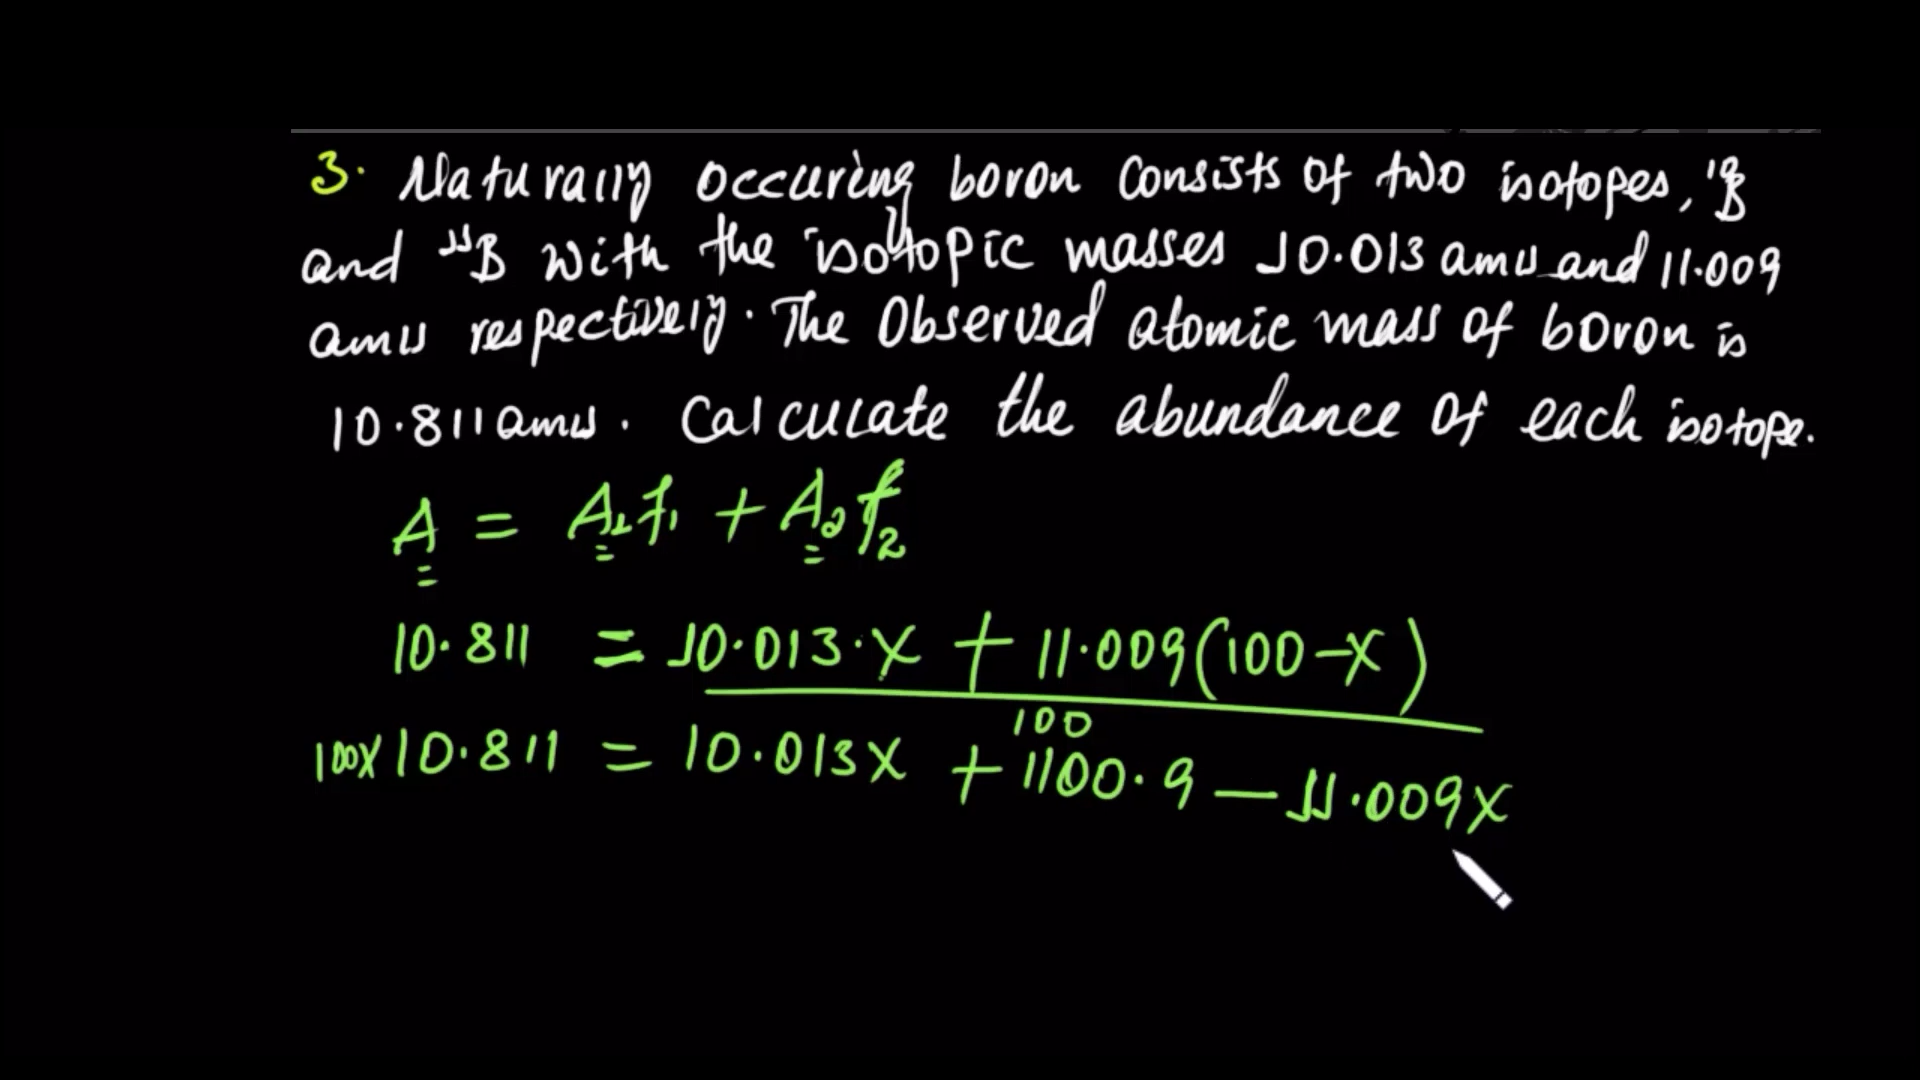 3. Naturally occuring boron consists of two isotopes, ¹⁰B
and ¹¹B with the isotopic masses 10.013 amu and 11.009
amu respectively. The Observed atomic mass of boron is
10.811 amu. Calculate the abundance of each isotope.
A = A₁f₁ + A₂f₂
10.811 = 10.013.X + 11.009(100-X)
100
100X10.811 = 10.013X + 1100.9 - 11.009X